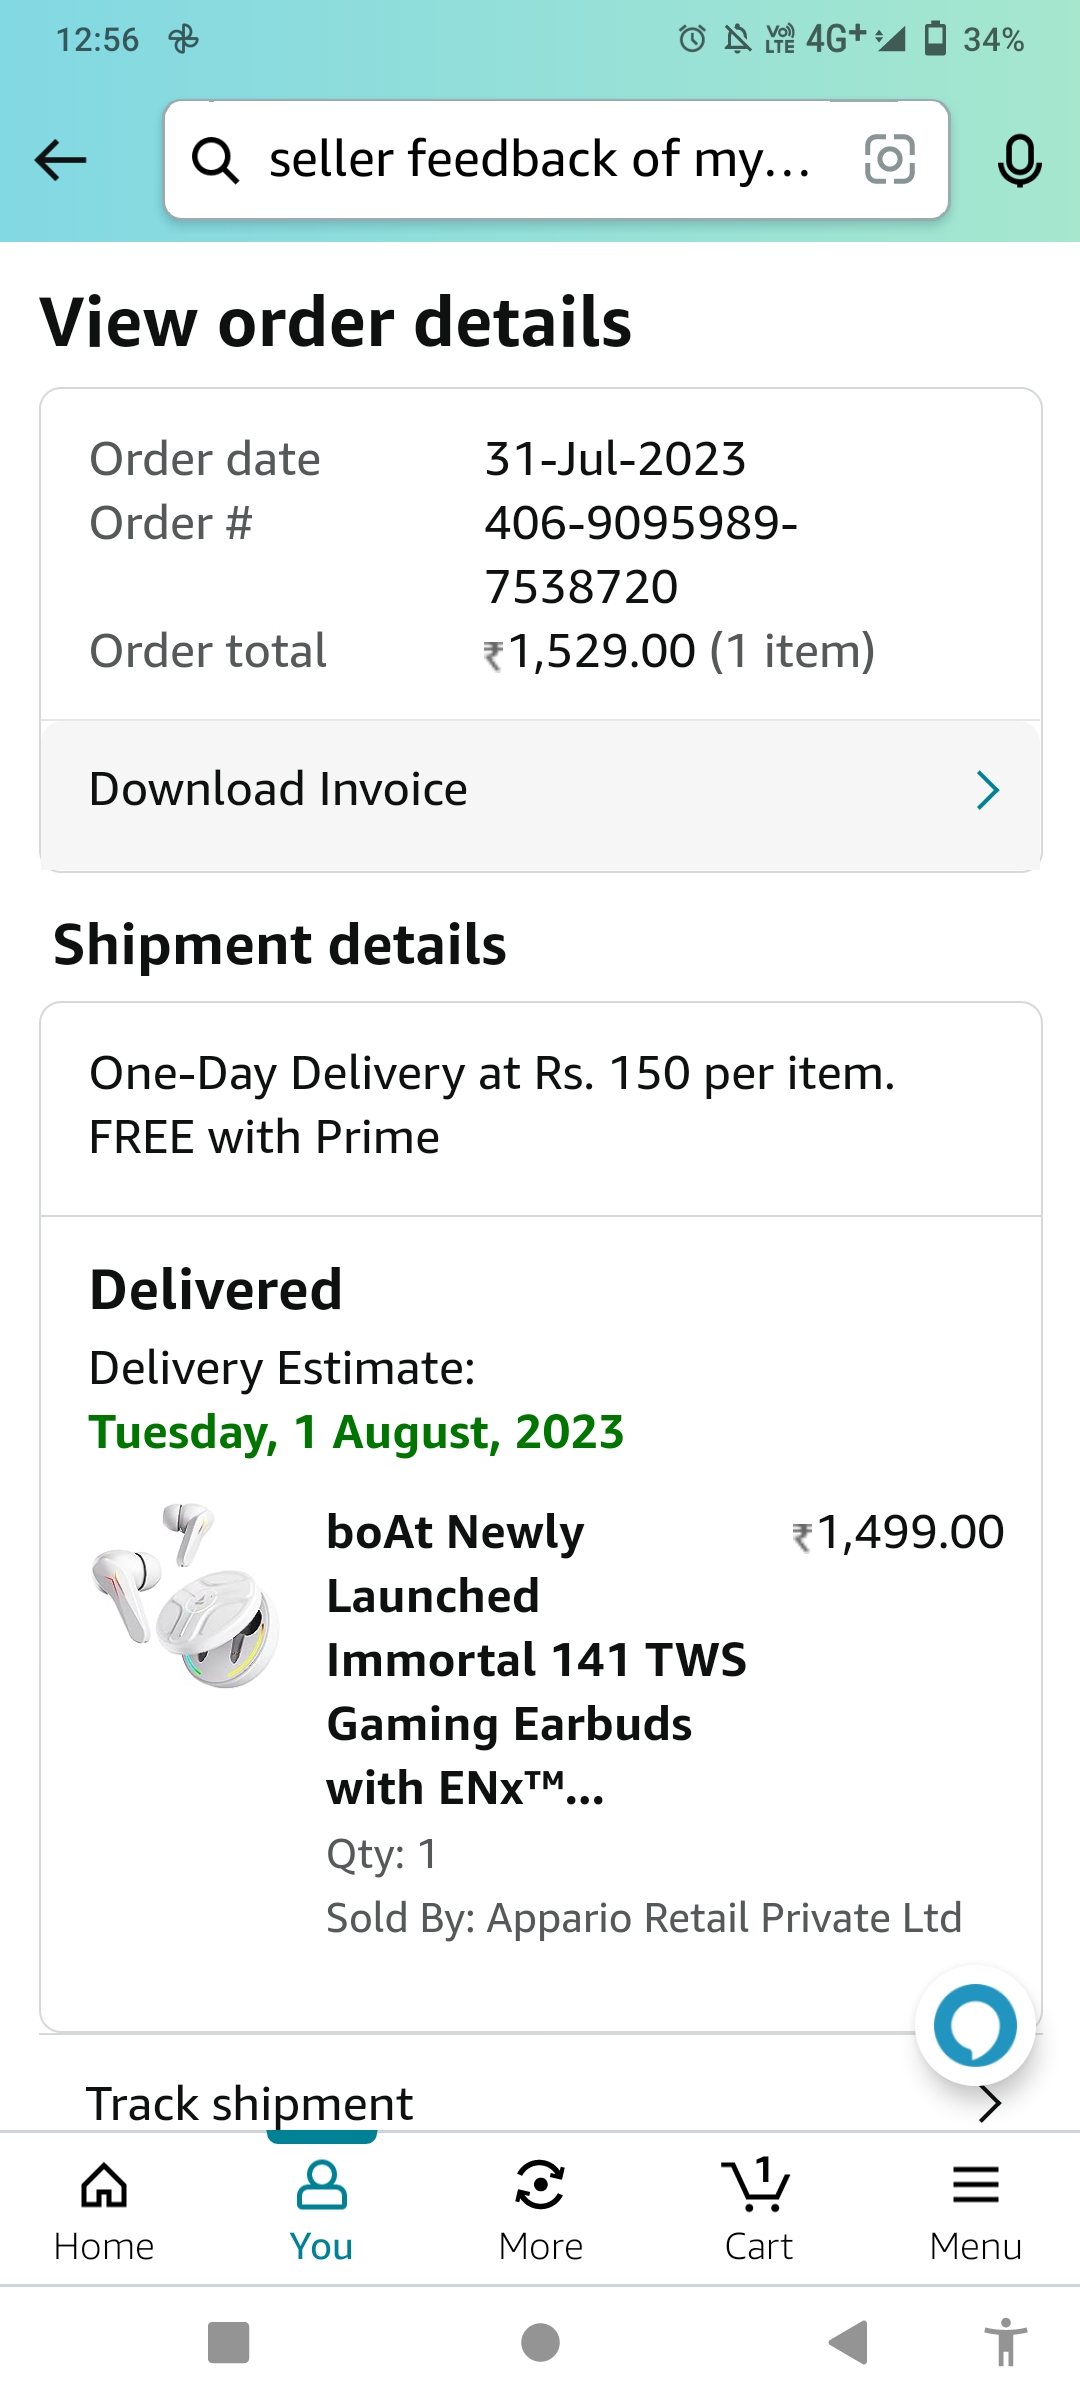 12:56 4G+ 34%
seller feedback of my...
View order details
Order date 31-Jul-2023
Order # 406-9095989-
7538720
Order total ₹1,529.00 (1 item)
Download Invoice
Shipment details
One-Day Delivery at Rs. 150 per item.
FREE with Prime
Delivered
Delivery Estimate:
Tuesday, 1 August, 2023
boAt Newly ₹1,499.00
Launched
Immortal 141 TWS
Gaming Earbuds
with ENx™...
Qty: 1
Sold By: Appario Retail Private Ltd
Track shipment
1
Home You More Cart Menu